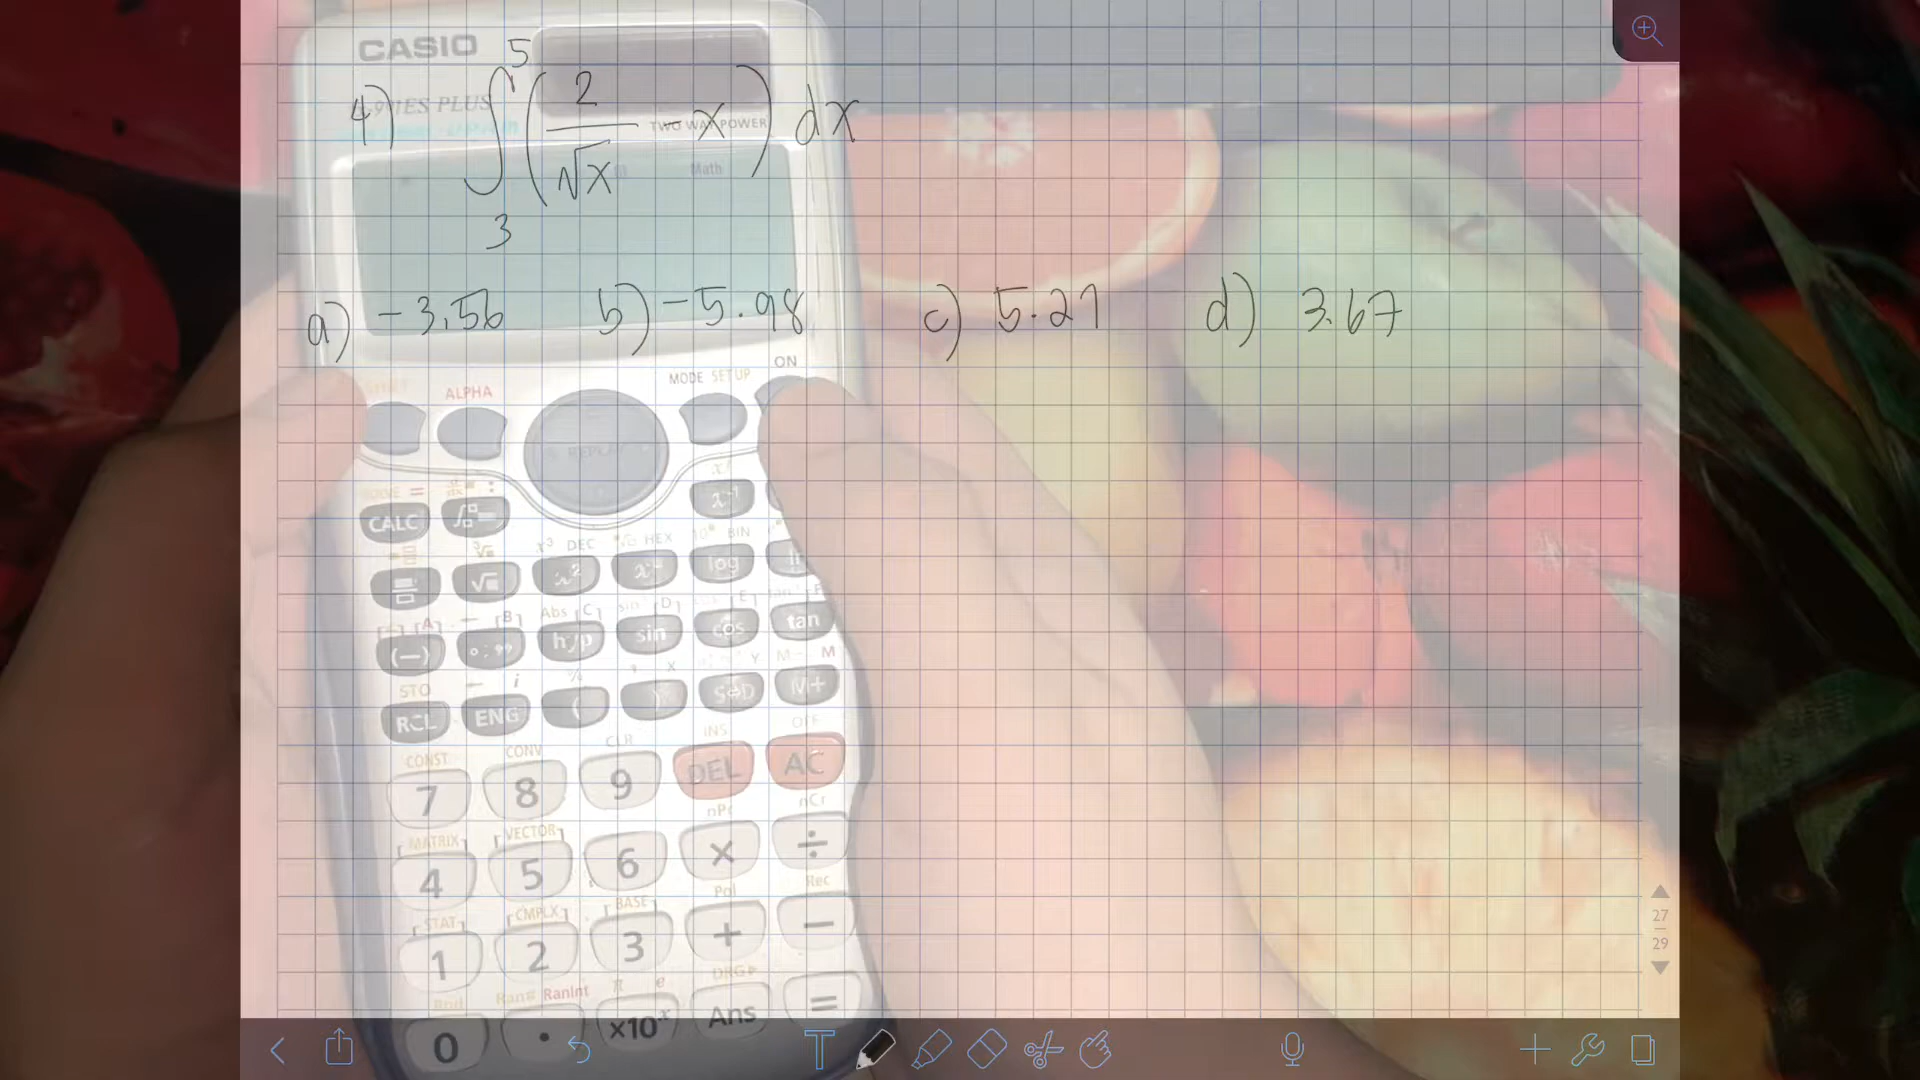 CASIO
4) ∫₃⁵ (2/√x - x) dx
TWO WAY POWER
Math
a) -3.56 b) -5.98 c) 5.27 d) 3.67
ON
ALPHA MODE SETUP
REPLAY
CALC
DEC HEX BIN
log
Abs
(-) hyp sin cos tan
STO
RCL ENG ( ) S⇔D M+
CLR INS OFF
CONST CONV
7 8 9 DEL AC
nPr nCr
MATRIX VECTOR
4 5 6 × ÷
Pol Rec
STAT CMPLX BASE
1 2 3 + −
Rnd Ran# RanInt π e DRG▶
0 . ×10ˣ Ans =
27
29